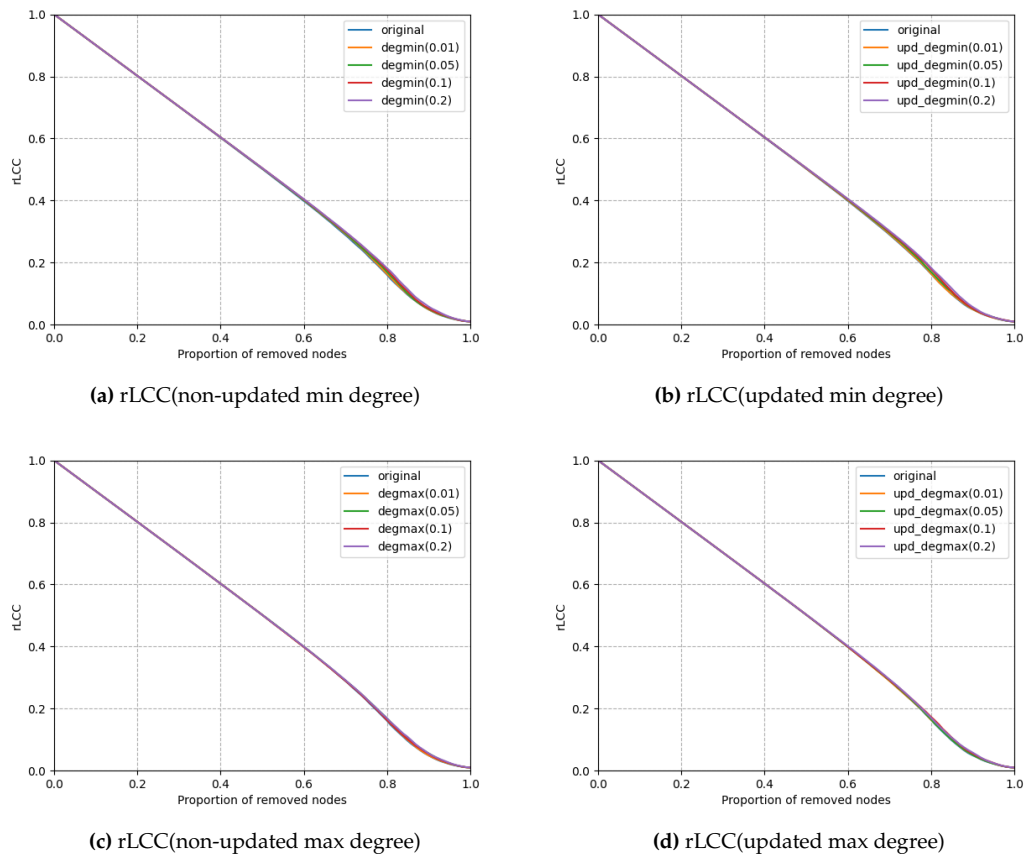 1.0
0.8
0.6
0.4
0.2
0.0
rLCC
original
degmin(0.01)
degmin(0.05)
degmin(0.1)
degmin(0.2)
0.0 0.2 0.4 0.6 0.8 1.0
Proportion of removed nodes
(a) rLCC(non-updated min degree)
1.0
0.8
0.6
0.4
0.2
0.0
rLCC
original
upd_degmin(0.01)
upd_degmin(0.05)
upd_degmin(0.1)
upd_degmin(0.2)
0.0 0.2 0.4 0.6 0.8 1.0
Proportion of removed nodes
(b) rLCC(updated min degree)
1.0
0.8
0.6
0.4
0.2
0.0
rLCC
original
degmax(0.01)
degmax(0.05)
degmax(0.1)
degmax(0.2)
0.0 0.2 0.4 0.6 0.8 1.0
Proportion of removed nodes
(c) rLCC(non-updated max degree)
1.0
0.8
0.6
0.4
0.2
0.0
rLCC
original
upd_degmax(0.01)
upd_degmax(0.05)
upd_degmax(0.1)
upd_degmax(0.2)
0.0 0.2 0.4 0.6 0.8 1.0
Proportion of removed nodes
(d) rLCC(updated max degree)